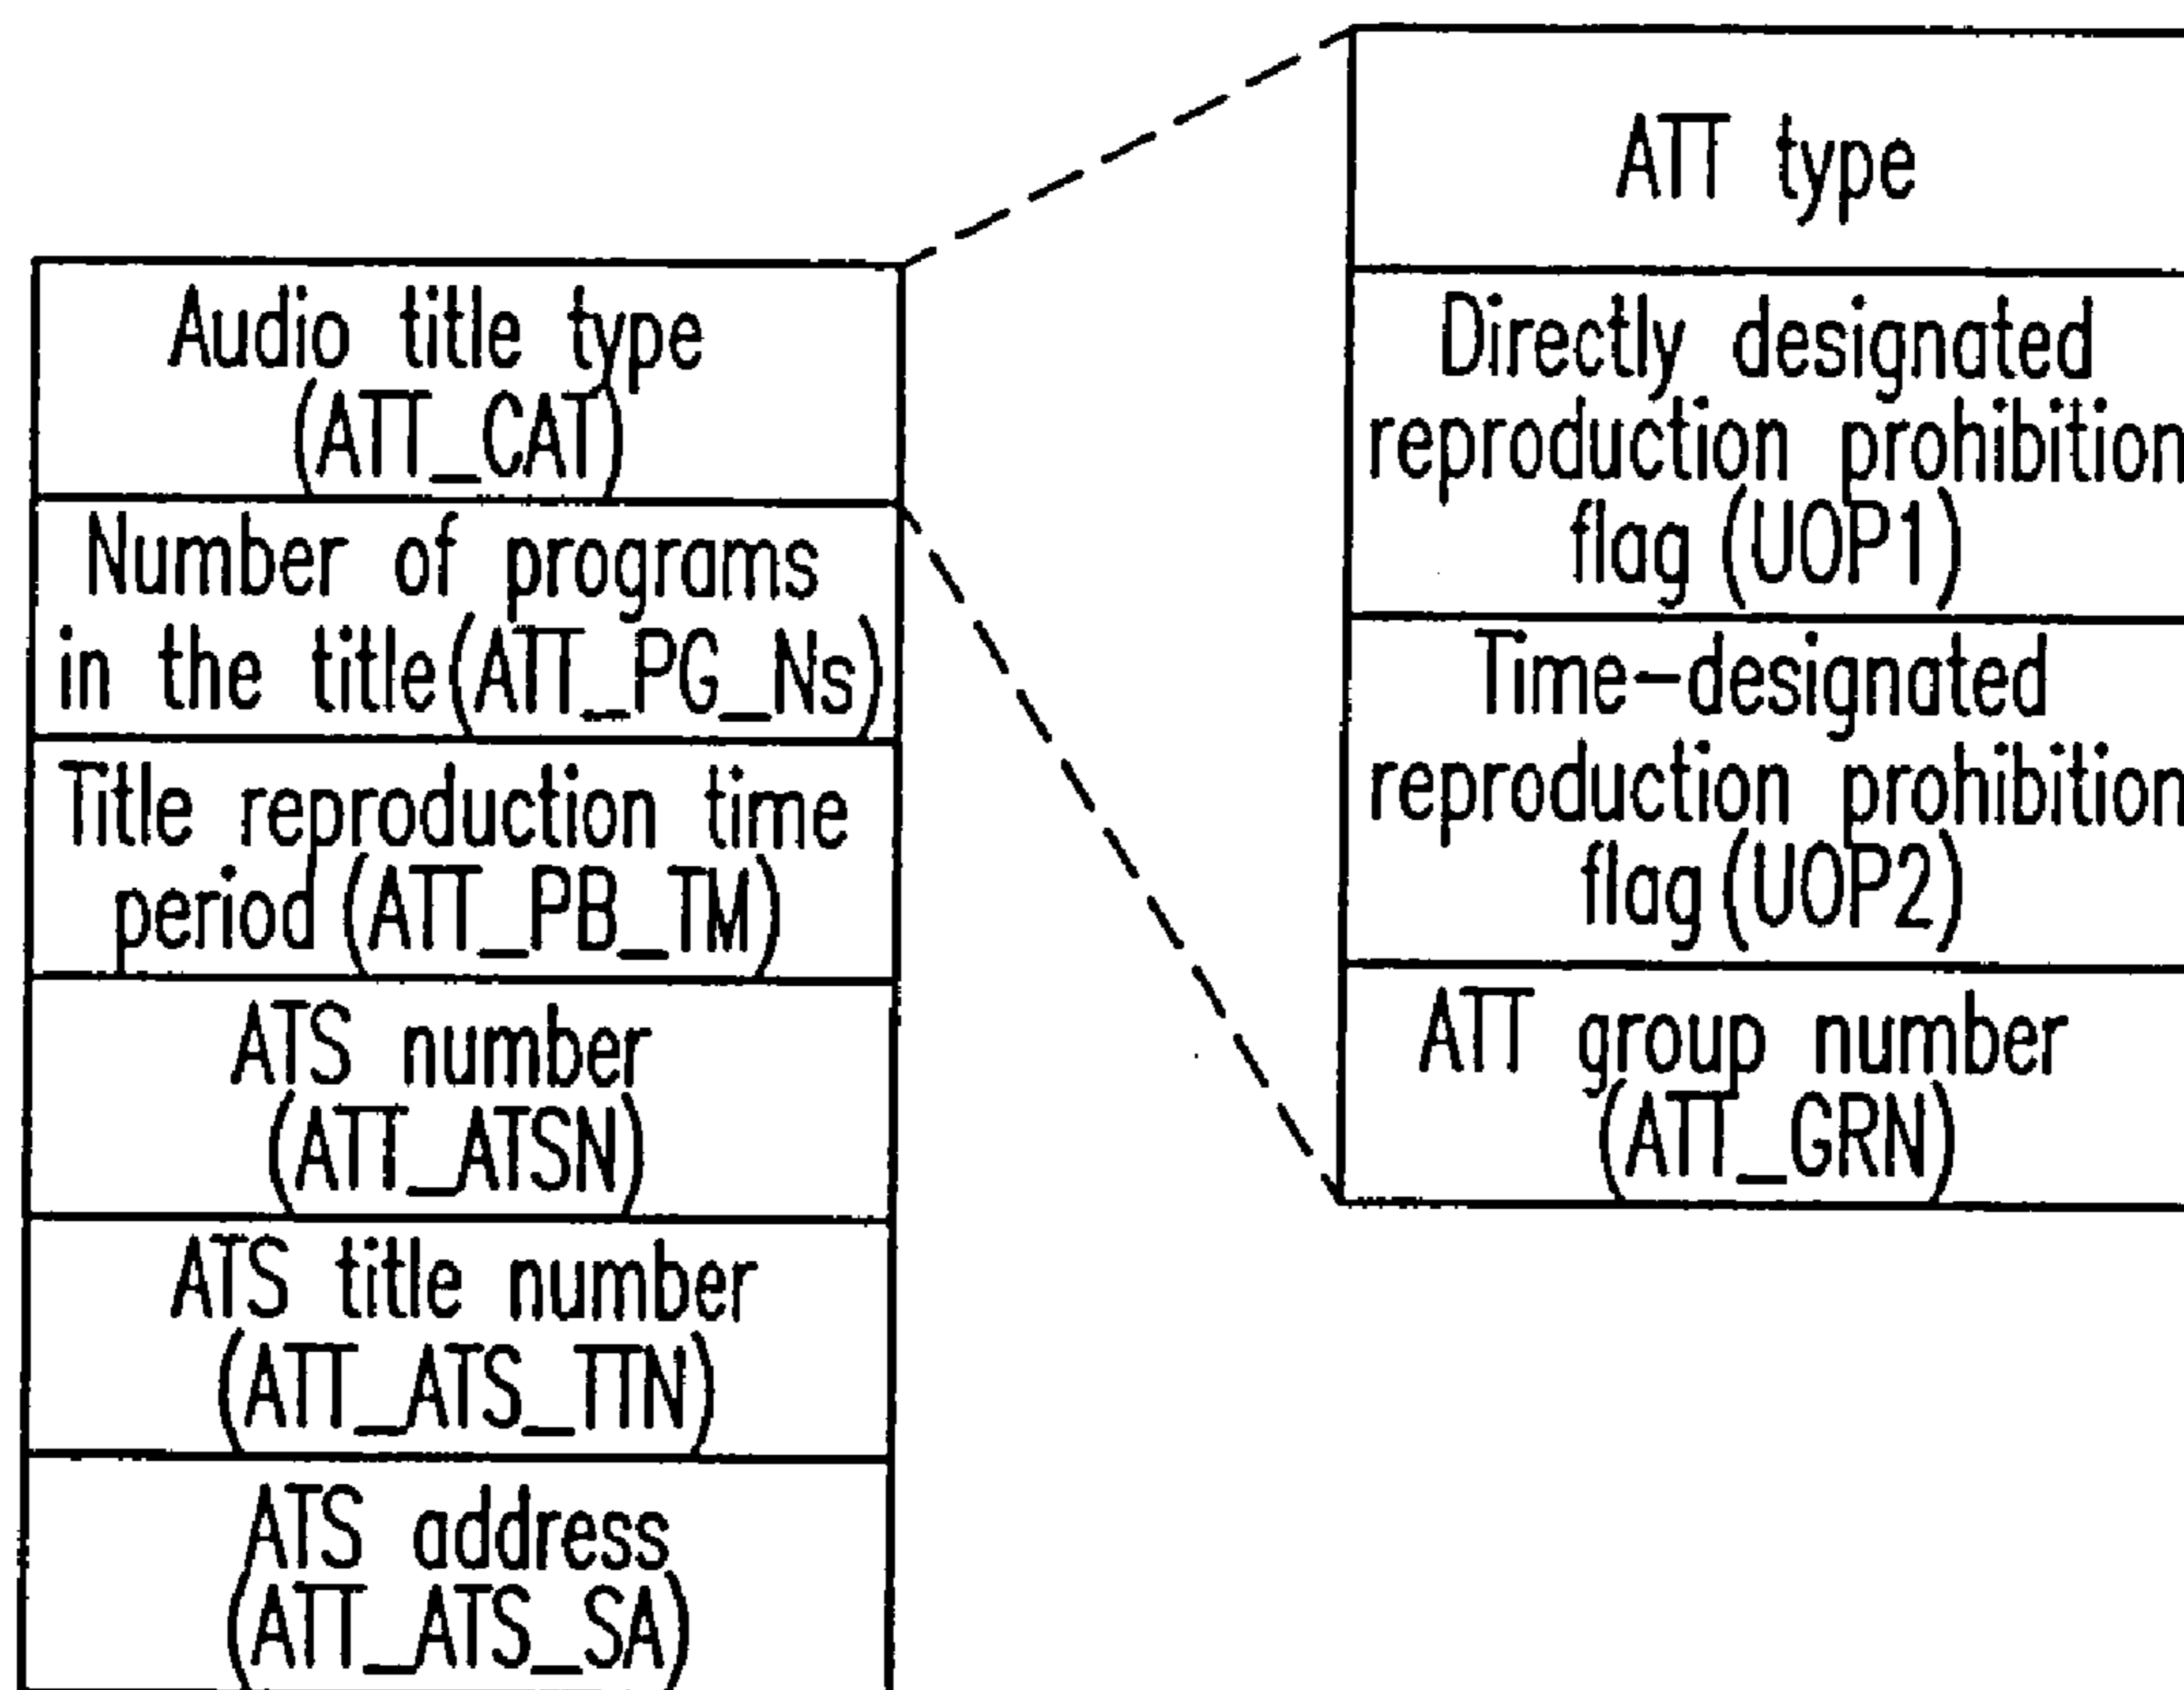 Audio title type
(ATT_CAT)
Number of programs
in the title(ATT_PG_Ns)
Title reproduction time
period(ATT_PB_TM)
ATS number
(ATT_ATSN)
ATS title number
(ATT_ATS_TTN)
ATS address
(ATT_ATS_SA)
ATT type
Directly designated
reproduction prohibition
flag (UOP1)
Time-designated
reproduction prohibition
flag(UOP2)
ATT group number
(ATT_GRN)